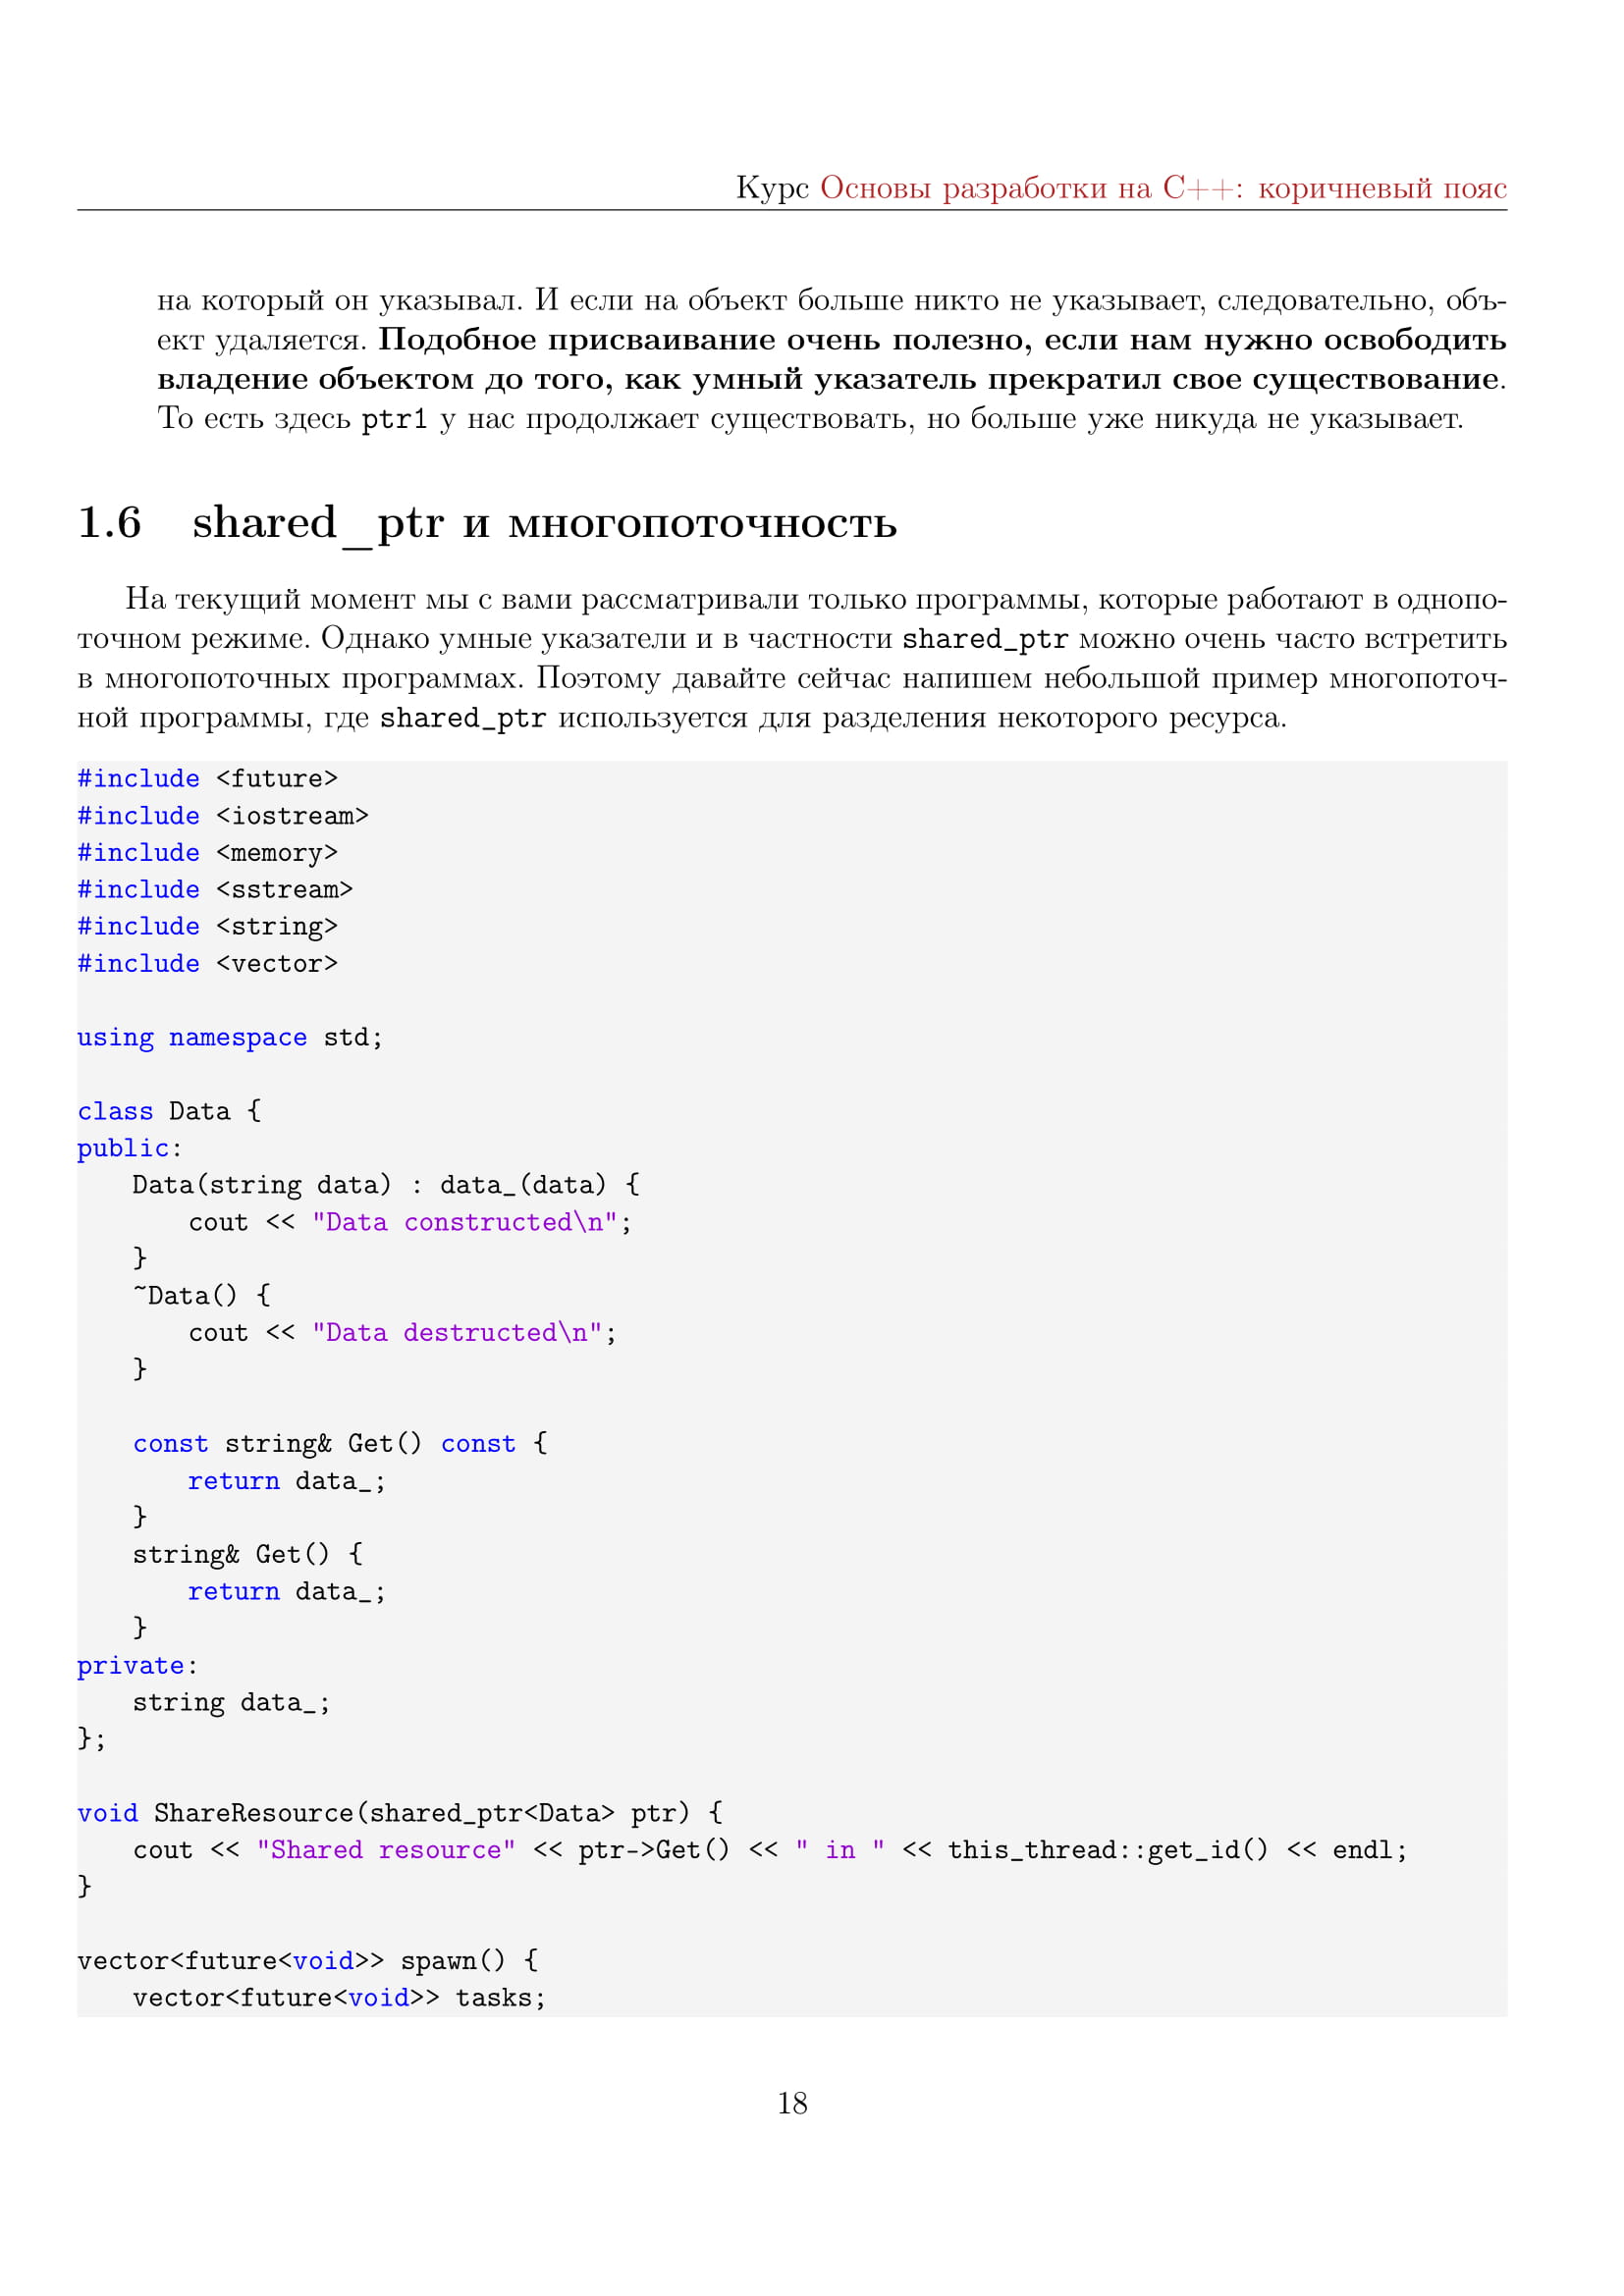 Курс Основы разработки на C++: коричневый пояс
на который он указывал. И если на объект больше никто не указывает, следовательно, объ-
ект удаляется. Подобное присваивание очень полезно, если нам нужно освободить
владение объектом до того, как умный указатель прекратил свое существование.
То есть здесь ptr1 у нас продолжает существовать, но больше уже никуда не указывает.
1.6 shared_ptr и многопоточность
На текущий момент мы с вами рассматривали только программы, которые работают в однопо-
точном режиме. Однако умные указатели и в частности shared_ptr можно очень часто встретить
в многопоточных программах. Поэтому давайте сейчас напишем небольшой пример многопоточ-
ной программы, где shared_ptr используется для разделения некоторого ресурса.
#include <future>
#include <iostream>
#include <memory>
#include <sstream>
#include <string>
#include <vector>
using namespace std;
class Data {
public:
    Data(string data) : data_(data) {
        cout << "Data constructed\n";
    }
    ~Data() {
        cout << "Data destructed\n";
    }
    const string& Get() const {
        return data_;
    }
    string& Get() {
        return data_;
    }
private:
    string data_;
};
void ShareResource(shared_ptr<Data> ptr) {
    cout << "Shared resource" << ptr->Get() << " in " << this_thread::get_id() << endl;
}
vector<future<void>> spawn() {
    vector<future<void>> tasks;
18